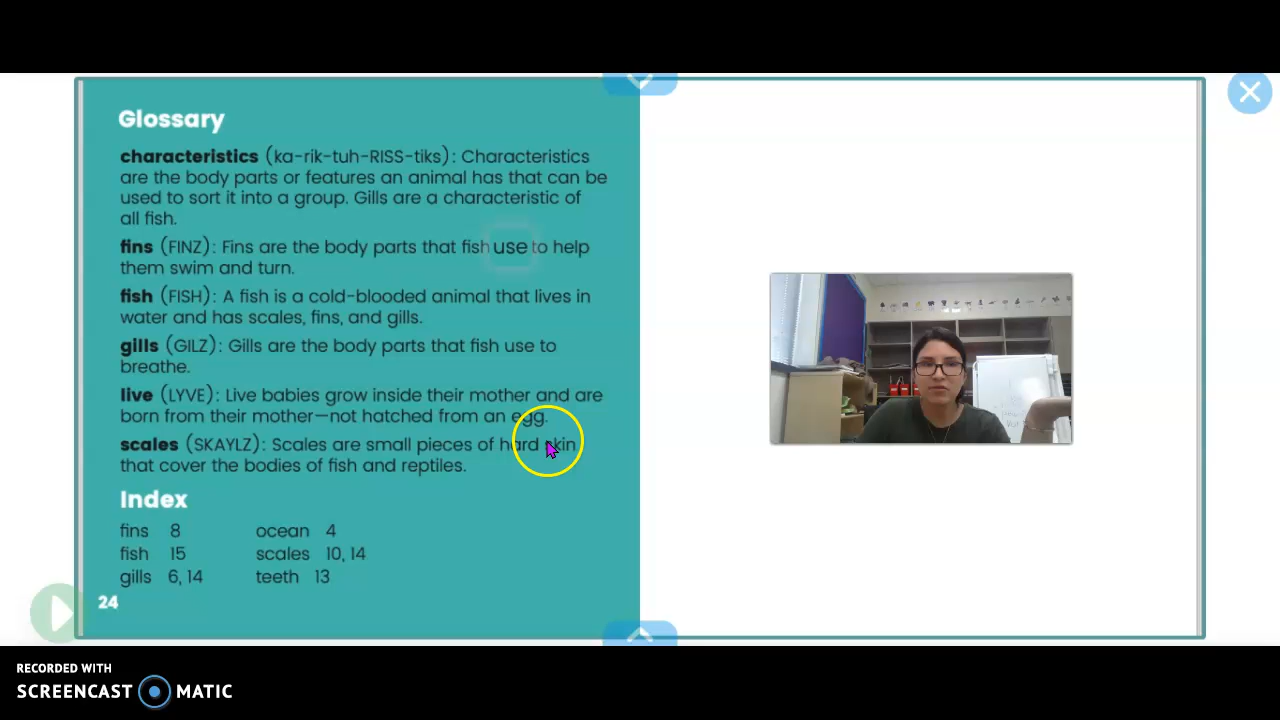 Glossary
characteristics (ka-rik-tuh-RISS-tiks): Characteristics
are the body parts or features an animal has that can be
used to sort it into a group. Gills are a characteristic of
all fish.
fins (FINZ): Fins are the body parts that fish use to help
them swim and turn.
fish (FISH): A fish is a cold-blooded animal that lives in
water and has scales, fins, and gills.
gills (GILZ): Gills are the body parts that fish use to
breathe.
live (LYVE): Live babies grow inside their mother and are
born from their mother—not hatched from an egg.
scales (SKAYLZ): Scales are small pieces of hard skin
that cover the bodies of fish and reptiles.
Index
fins 8
fish 15
gills 6, 14
ocean 4
scales 10, 14
teeth 13
24
RECORDED WITH
SCREENCAST MATIC